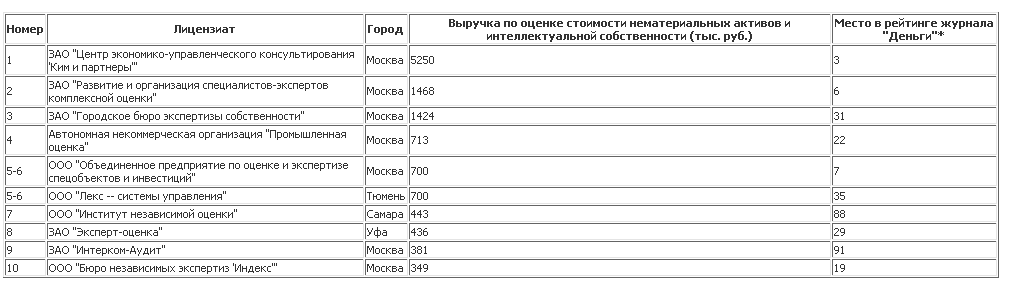 Номер Лицензиат Город Выручка по оценке стоимости нематериальных активов и интеллектуальной собственности (тыс. руб.) Место в рейтинге журнала "Деньги"*
1 ЗАО "Центр экономико-управленческого консультирования 'Ким и партнеры'" Москва 5250 3
2 ЗАО "Развитие и организация специалистов-экспертов комплексной оценки" Москва 1468 6
3 ЗАО "Городское бюро экспертизы собственности" Москва 1424 31
4 Автономная некоммерческая организация "Промышленная оценка" Москва 713 22
5-6 ООО "Объединенное предприятие по оценке и экспертизе спецобъектов и инвестиций" Москва 700 7
5-6 ООО "Лекс -- системы управления" Тюмень 700 35
7 ООО "Институт независимой оценки" Самара 443 88
8 ЗАО "Эксперт-оценка" Уфа 436 29
9 ЗАО "Интерком-Аудит" Москва 381 91
10 ООО "Бюро независимых экспертиз 'Индекс'" Москва 349 19